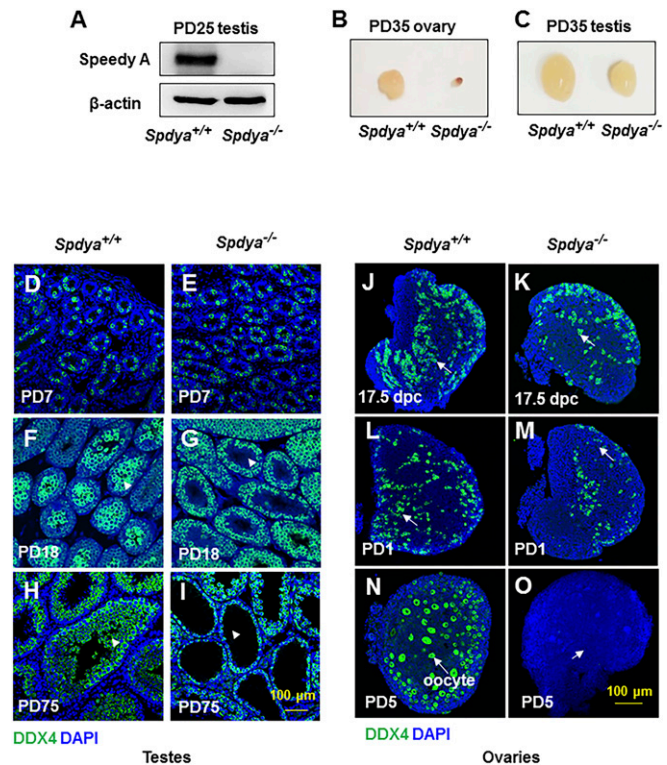 A PD25 testis
Speedy A
β-actin
Spdya+/+ Spdya-/-
B PD35 ovary
Spdya+/+ Spdya-/-
C PD35 testis
Spdya+/+ Spdya-/-
Spdya+/+ Spdya-/-
D PD7
E PD7
F PD18
G PD18
H PD75
I PD75
100 µm
DDX4 DAPI
Testes
Spdya+/+ Spdya-/-
J 17.5 dpc
K 17.5 dpc
L PD1
M PD1
N oocyte
PD5
O PD5
100 µm
DDX4 DAPI
Ovaries